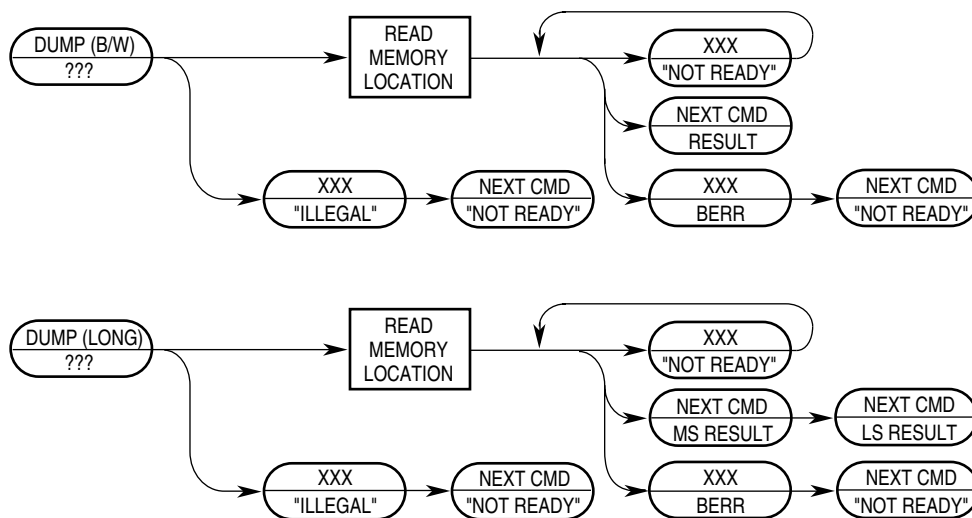 DUMP (B/W)
???
READ
MEMORY
LOCATION
XXX
"NOT READY"
NEXT CMD
RESULT
XXX
"ILLEGAL"
NEXT CMD
"NOT READY"
XXX
BERR
NEXT CMD
"NOT READY"
DUMP (LONG)
???
READ
MEMORY
LOCATION
XXX
"NOT READY"
NEXT CMD
MS RESULT
NEXT CMD
LS RESULT
XXX
"ILLEGAL"
NEXT CMD
"NOT READY"
XXX
BERR
NEXT CMD
"NOT READY"